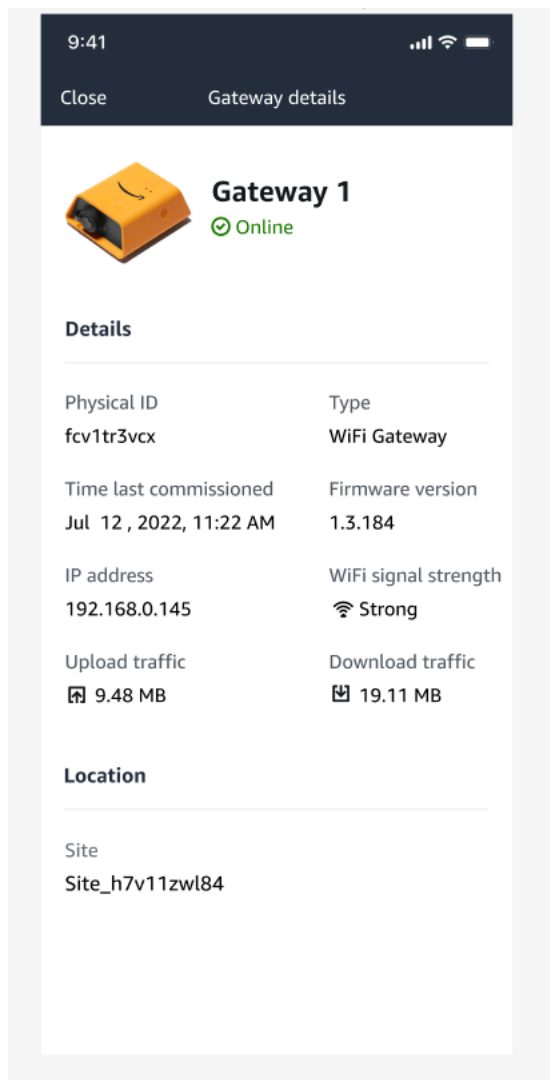 9:41
Close Gateway details
Gateway 1
Online
Details
Physical ID Type
fcv1tr3vcx WiFi Gateway
Time last commissioned Firmware version
Jul 12 , 2022, 11:22 AM 1.3.184
IP address WiFi signal strength
192.168.0.145 Strong
Upload traffic Download traffic
9.48 MB 19.11 MB
Location
Site
Site_h7v11zwl84